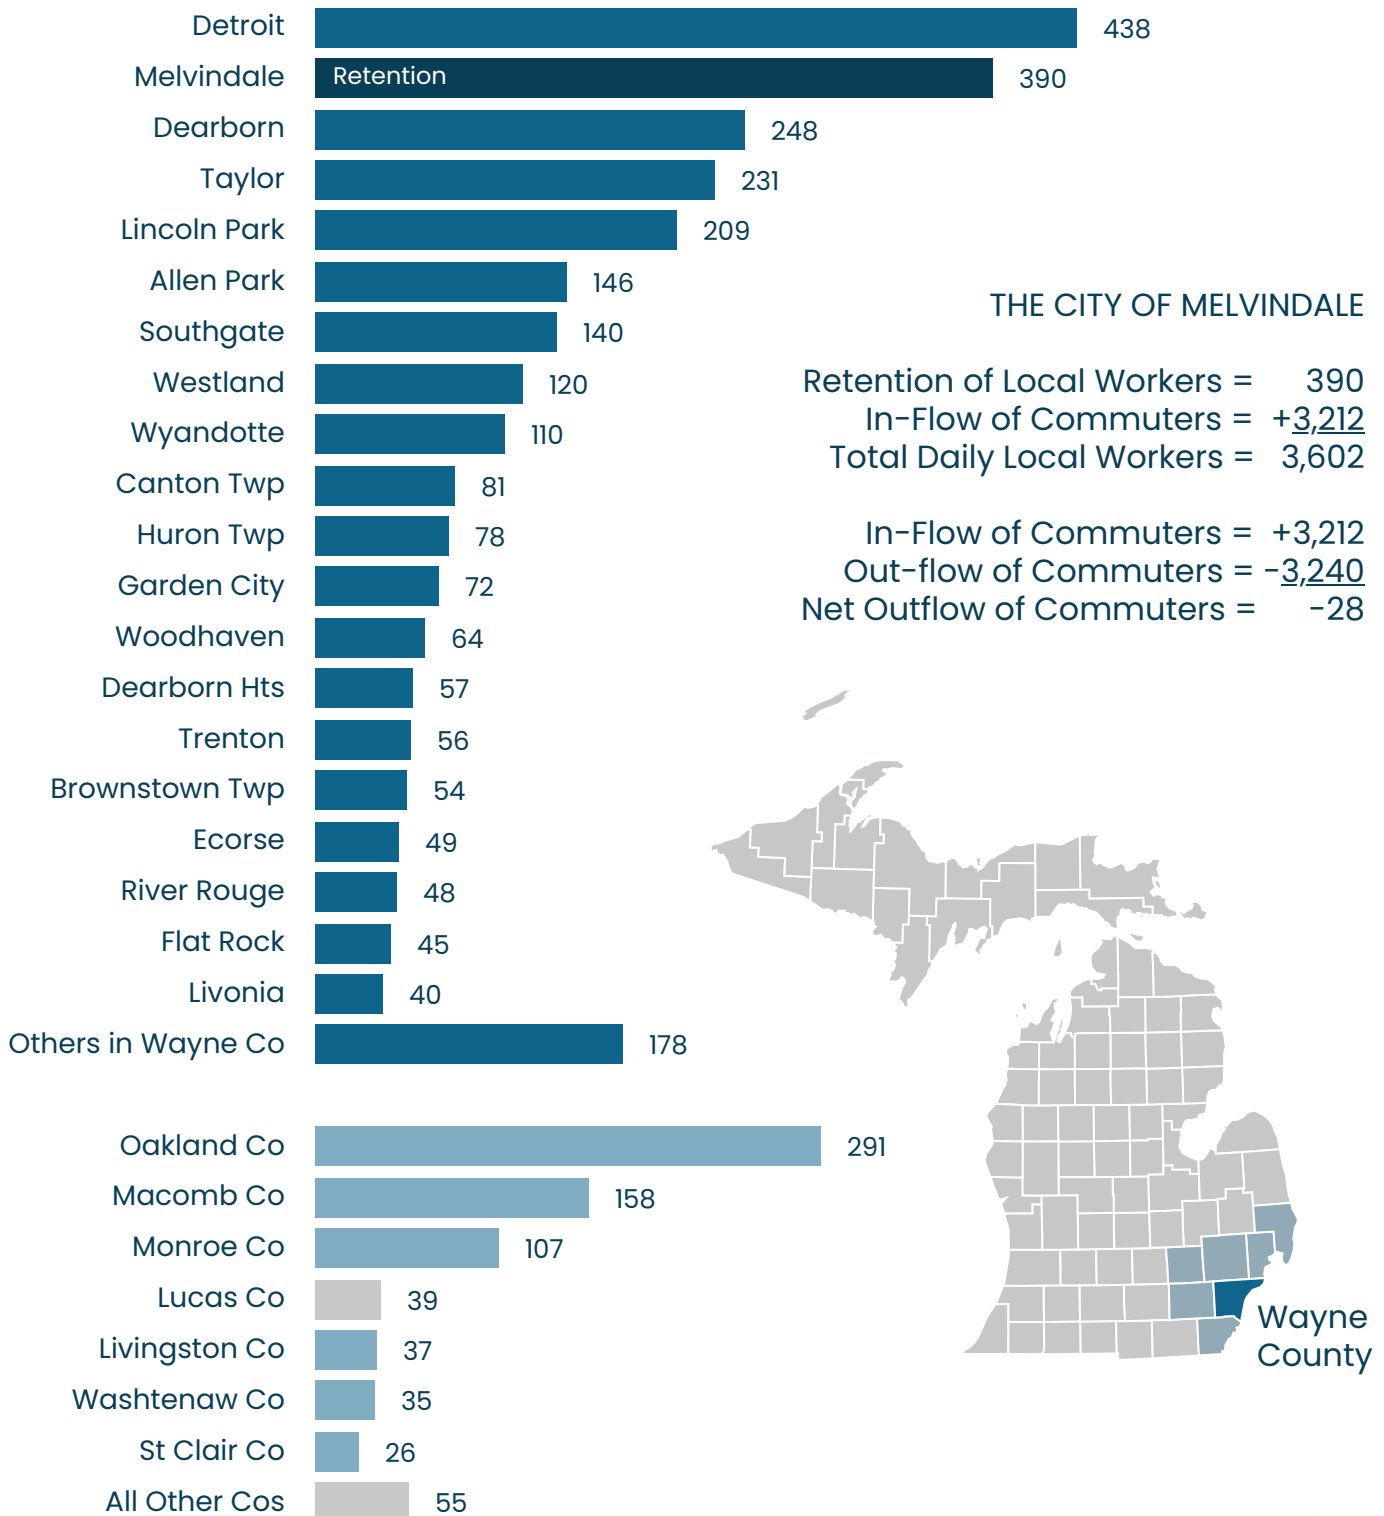 Detroit 438
Melvindale Retention 390
Dearborn 248
Taylor 231
Lincoln Park 209
Allen Park 146
Southgate 140
Westland 120
Wyandotte 110
Canton Twp 81
Huron Twp 78
Garden City 72
Woodhaven 64
Dearborn Hts 57
Trenton 56
Brownstown Twp 54
Ecorse 49
River Rouge 48
Flat Rock 45
Livonia 40
Others in Wayne Co 178
Oakland Co 291
Macomb Co 158
Monroe Co 107
Lucas Co 39
Livingston Co 37
Washtenaw Co 35
St Clair Co 26
All Other Cos 55
THE CITY OF MELVINDALE
Retention of Local Workers = 390
In-Flow of Commuters = +3,212
Total Daily Local Workers = 3,602
In-Flow of Commuters = +3,212
Out-flow of Commuters = -3,240
Net Outflow of Commuters = -28
Wayne
County